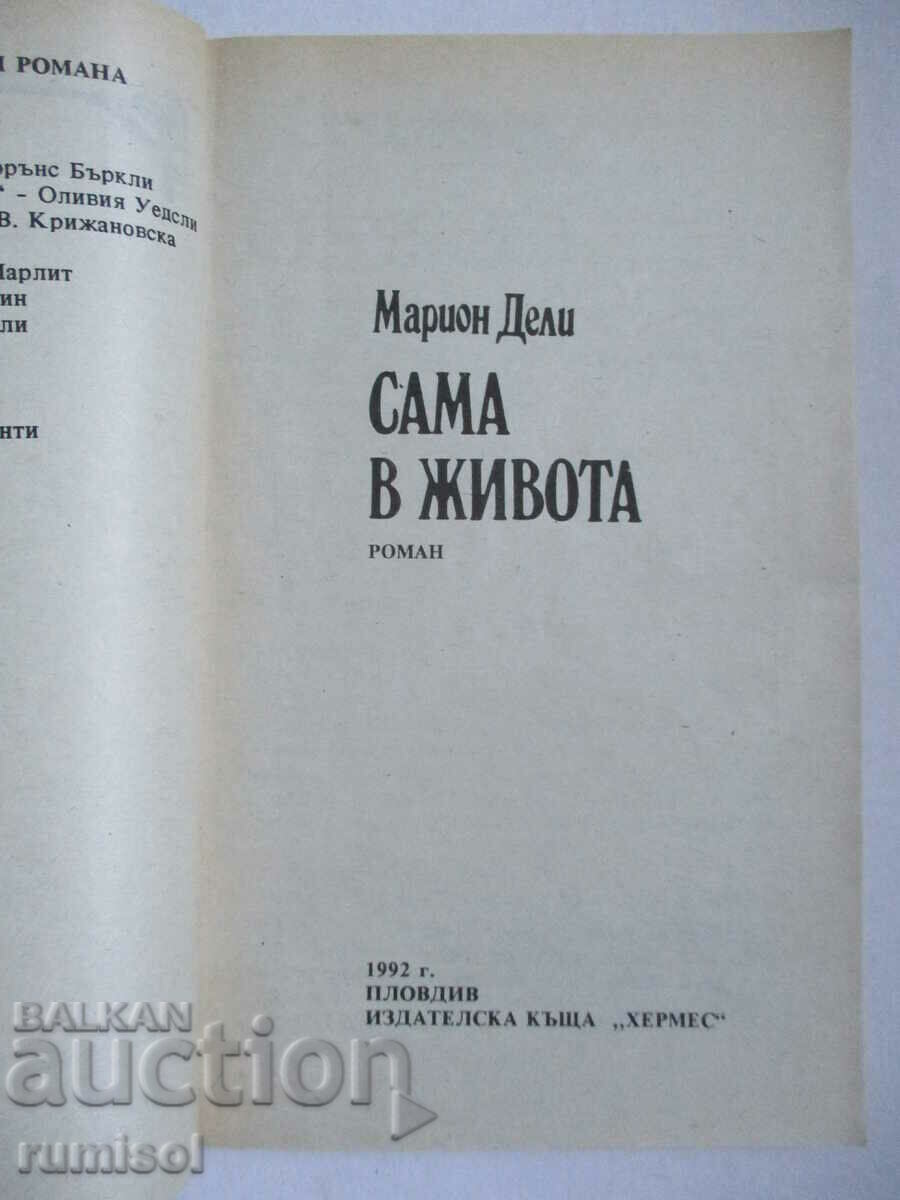 И РОМАНА
Бъркли
" - Оливия Уедсли
В. Крижановска
Марлит
ин
ли
нти
Марион Дели
САМА
В ЖИВОТА
РОМАН
1992 г.
ПЛОВДИВ
ИЗДАТЕЛСКА КЪЩА „ХЕРМЕС“
BALKAN
auction
rumisol